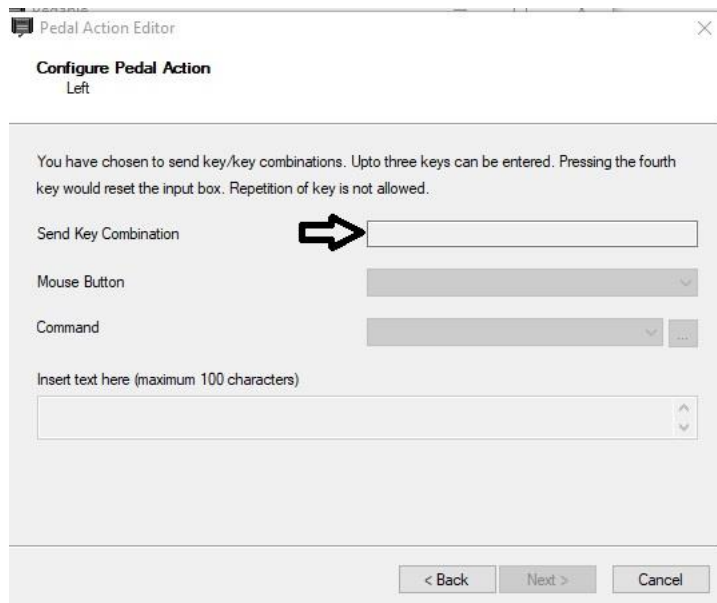 Pedal Action Editor
Configure Pedal Action
Left
You have chosen to send key/key combinations. Upto three keys can be entered. Pressing the fourth
key would reset the input box. Repetition of key is not allowed.
Send Key Combination
Mouse Button
Command
...
Insert text here (maximum 100 characters)
< Back Next > Cancel